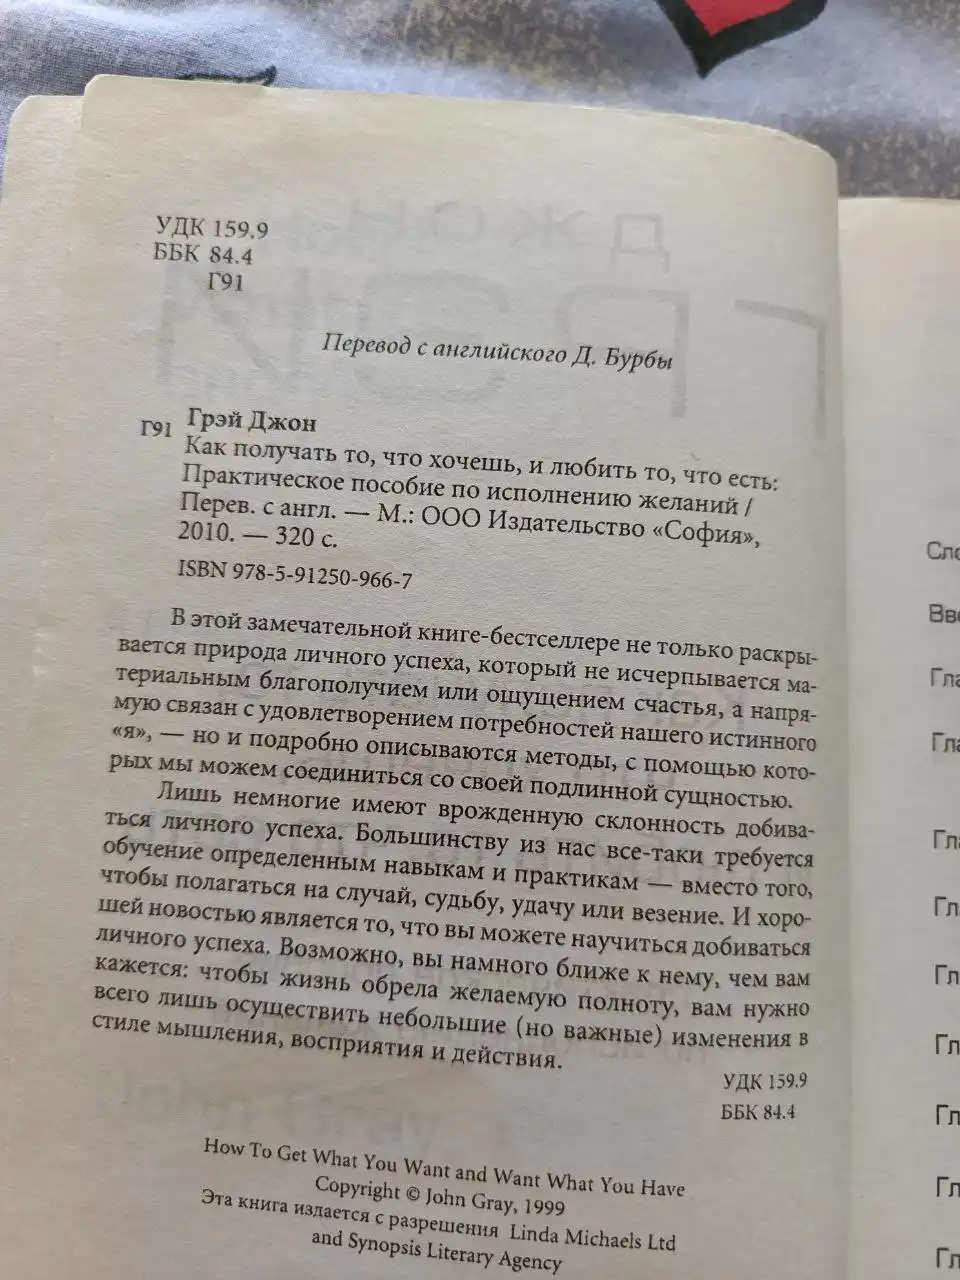 УДК 159.9
ББК 84.4
Г91
Перевод с английского Д. Бурбы
Г91
Грэй Джон
Как получать то, что хочешь, и любить то, что есть:
Практическое пособие по исполнению желаний /
Перев. с англ. — М.: ООО Издательство «София»,
2010. — 320 с.
ISBN 978-5-91250-966-7
В этой замечательной книге-бестселлере не только раскры-
вается природа личного успеха, который не исчерпывается ма-
териальным благополучием или ощущением счастья, а напря-
мую связан с удовлетворением потребностей нашего истинного
«я», — но и подробно описываются методы, с помощью кото-
рых мы можем соединиться со своей подлинной сущностью.
Лишь немногие имеют врожденную склонность добива-
ться личного успеха. Большинству из нас все-таки требуется
обучение определенным навыкам и практикам — вместо того,
чтобы полагаться на случай, судьбу, удачу или везение. И хоро-
шей новостью является то, что вы можете научиться добиваться
личного успеха. Возможно, вы намного ближе к нему, чем вам
кажется: чтобы жизнь обрела желаемую полноту, вам нужно
всего лишь осуществить небольшие (но важные) изменения в
стиле мышления, восприятия и действия.
УДК 159.9
ББК 84.4
How To Get What You Want and Want What You Have
Copyright © John Gray, 1999
Эта книга издается с разрешения Linda Michaels Ltd
and Synopsis Literary Agency